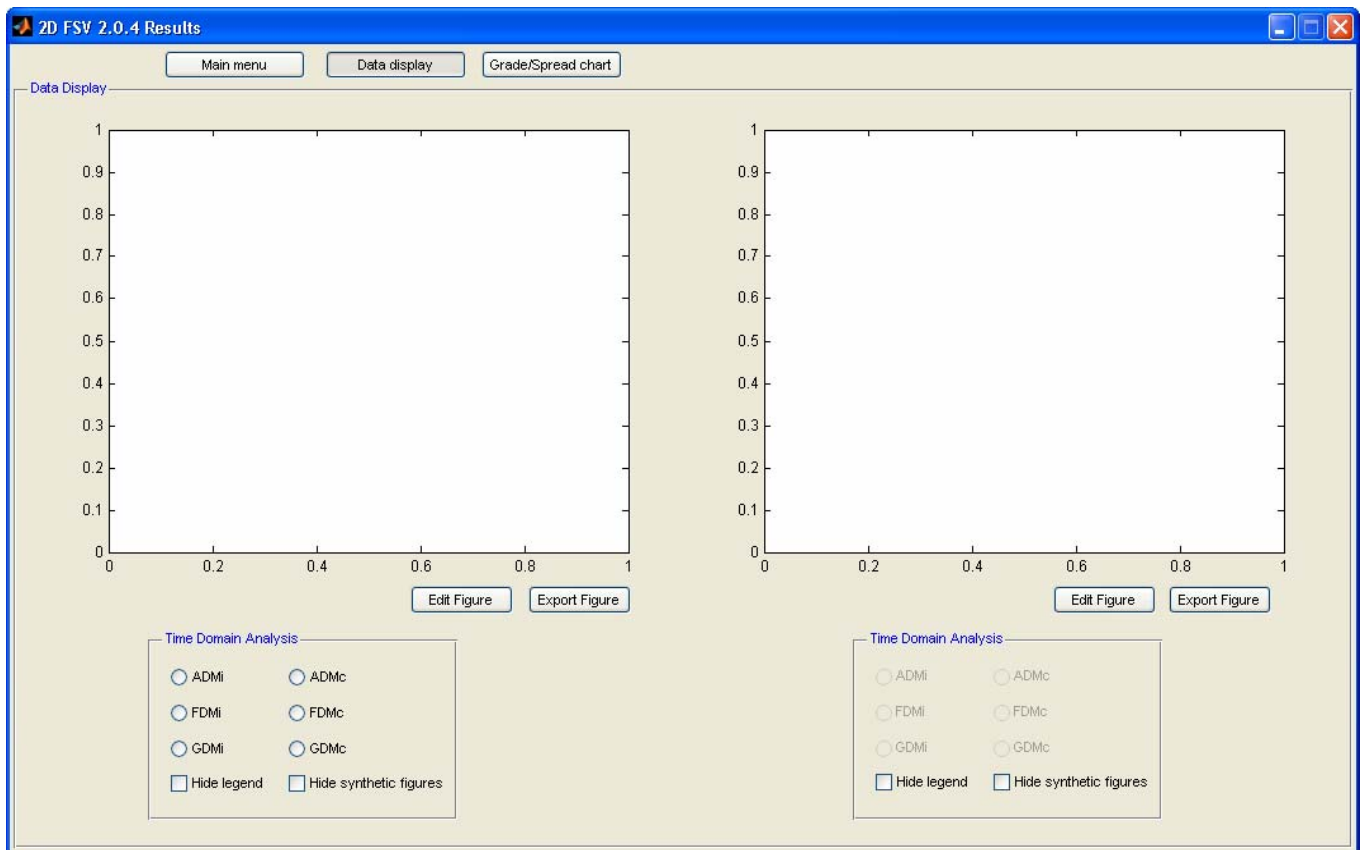 2D FSV 2.0.4 Results
Main menu Data display Grade/Spread chart
Data Display
1
0.9
0.8
0.7
0.6
0.5
0.4
0.3
0.2
0.1
0
0 0.2 0.4 0.6 0.8 1
Edit Figure Export Figure
Time Domain Analysis
ADMi ADMc
FDMi FDMc
GDMi GDMc
Hide legend Hide synthetic figures
1
0.9
0.8
0.7
0.6
0.5
0.4
0.3
0.2
0.1
0
0 0.2 0.4 0.6 0.8 1
Edit Figure Export Figure
Time Domain Analysis
ADMi ADMc
FDMi FDMc
GDMi GDMc
Hide legend Hide synthetic figures